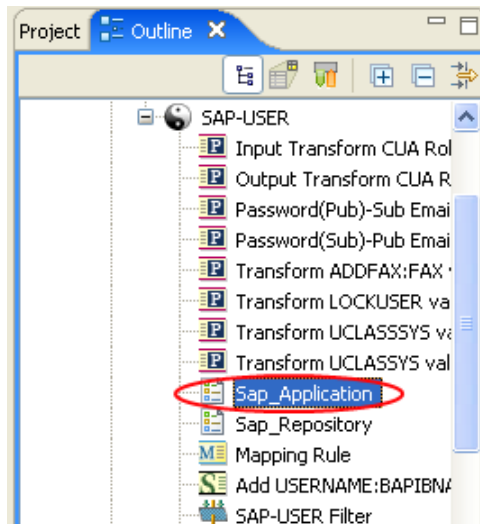 Project
Outline
SAP-USER
P Input Transform CUA Rol
P Output Transform CUA R
P Password(Pub)-Sub Emai
P Password(Sub)-Pub Emai
P Transform ADDFAX:FAX
P Transform LOCKUSER va
P Transform UCLASSSYS va
P Transform UCLASSYS val
Sap_Application
Sap_Repository
M Mapping Rule
S Add USERNAME:BAPIBNA
SAP-USER Filter